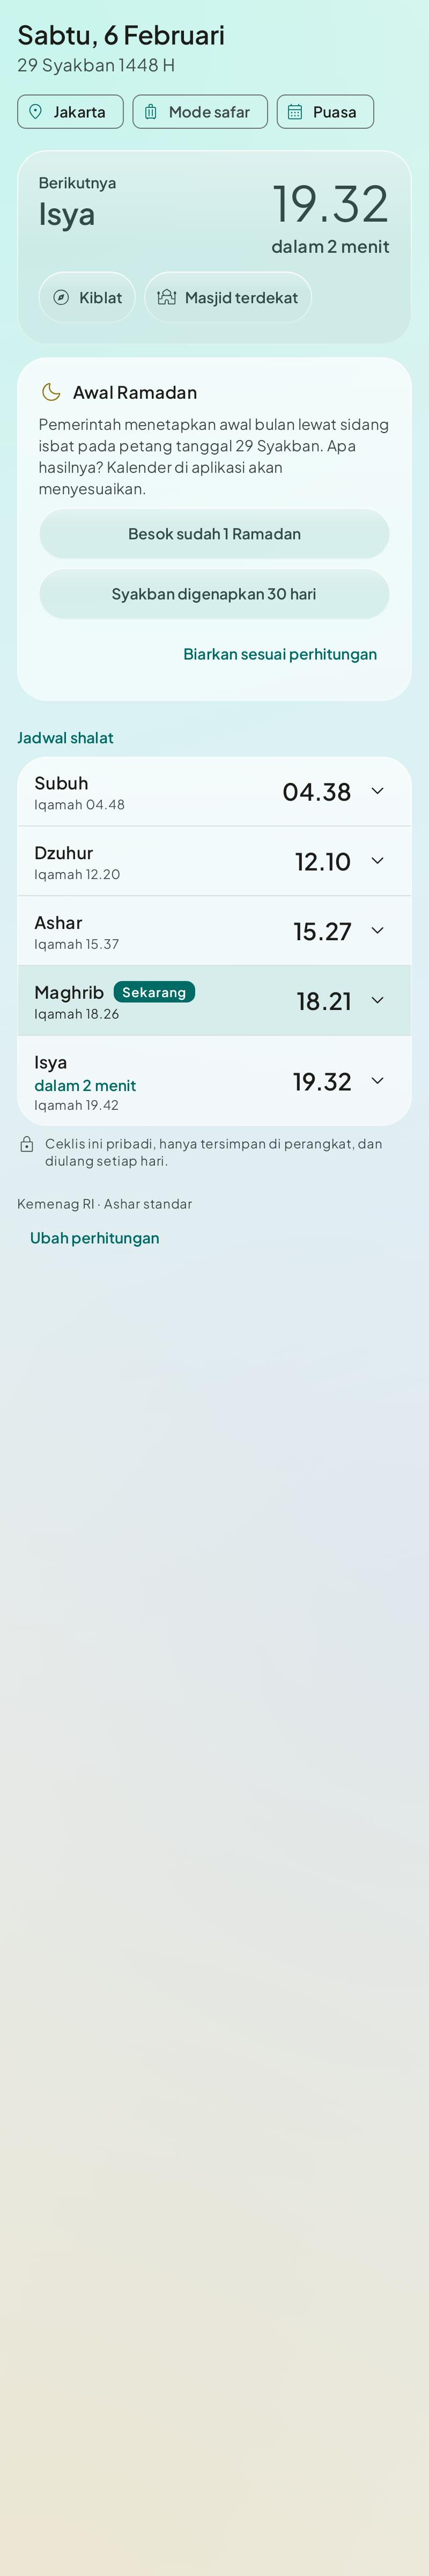 Sabtu, 6 Februari
29 Syakban 1448 H
Jakarta
Mode safar
Puasa
Berikutnya
Isya
19.32
dalam 2 menit
Kiblat
Masjid terdekat
Awal Ramadan
Pemerintah menetapkan awal bulan lewat sidang
isbat pada petang tanggal 29 Syakban. Apa
hasilnya? Kalender di aplikasi akan
menyesuaikan.
Besok sudah 1 Ramadan
Syakban digenapkan 30 hari
Biarkan sesuai perhitungan
Jadwal shalat
Subuh
Iqamah 04.48
04.38
Dzuhur
Iqamah 12.20
12.10
Ashar
Iqamah 15.37
15.27
Maghrib
Sekarang
Iqamah 18.26
18.21
Isya
dalam 2 menit
Iqamah 19.42
19.32
Ceklis ini pribadi, hanya tersimpan di perangkat, dan
diulang setiap hari.
Kemenag RI · Ashar standar
Ubah perhitungan